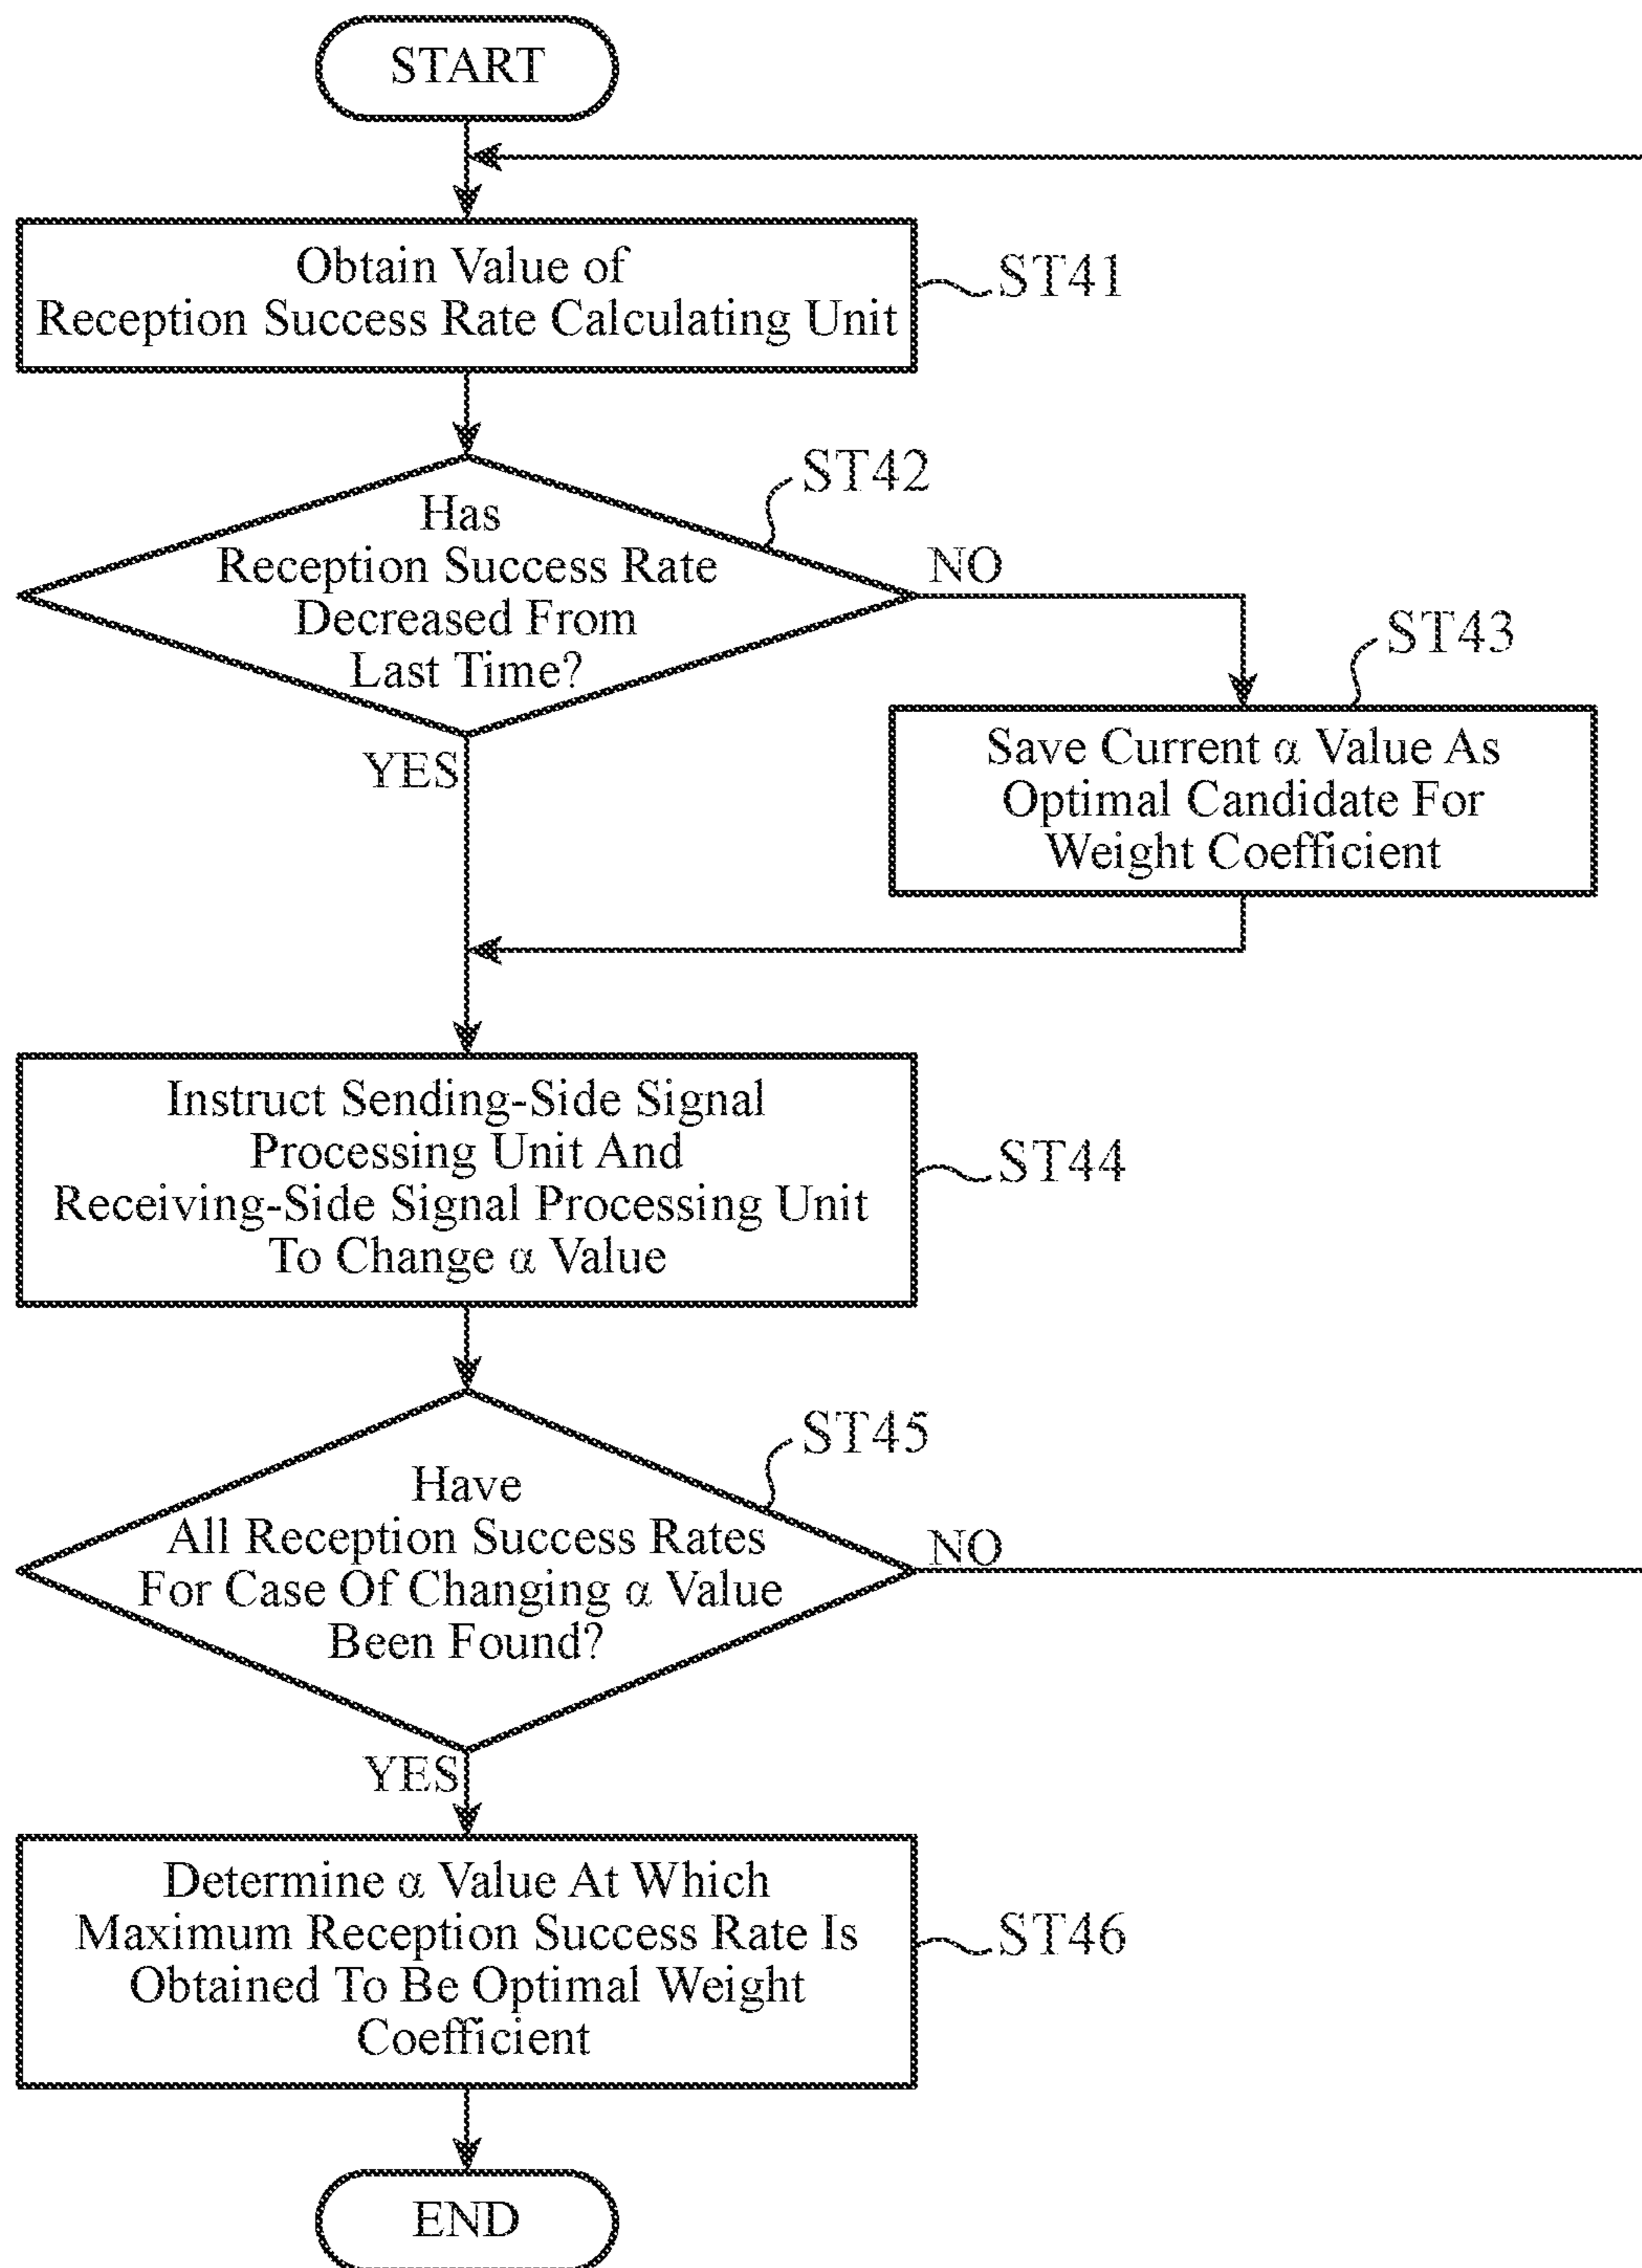 START
Obtain Value of
Reception Success Rate Calculating Unit
ST41
ST42
Has
Reception Success Rate
Decreased From
Last Time?
NO
YES
ST43
Save Current α Value As
Optimal Candidate For
Weight Coefficient
Instruct Sending-Side Signal
Processing Unit And
Receiving-Side Signal Processing Unit
To Change α Value
ST44
ST45
Have
All Reception Success Rates
For Case Of Changing α Value
Been Found?
NO
YES
Determine α Value At Which
Maximum Reception Success Rate Is
Obtained To Be Optimal Weight
Coefficient
ST46
END